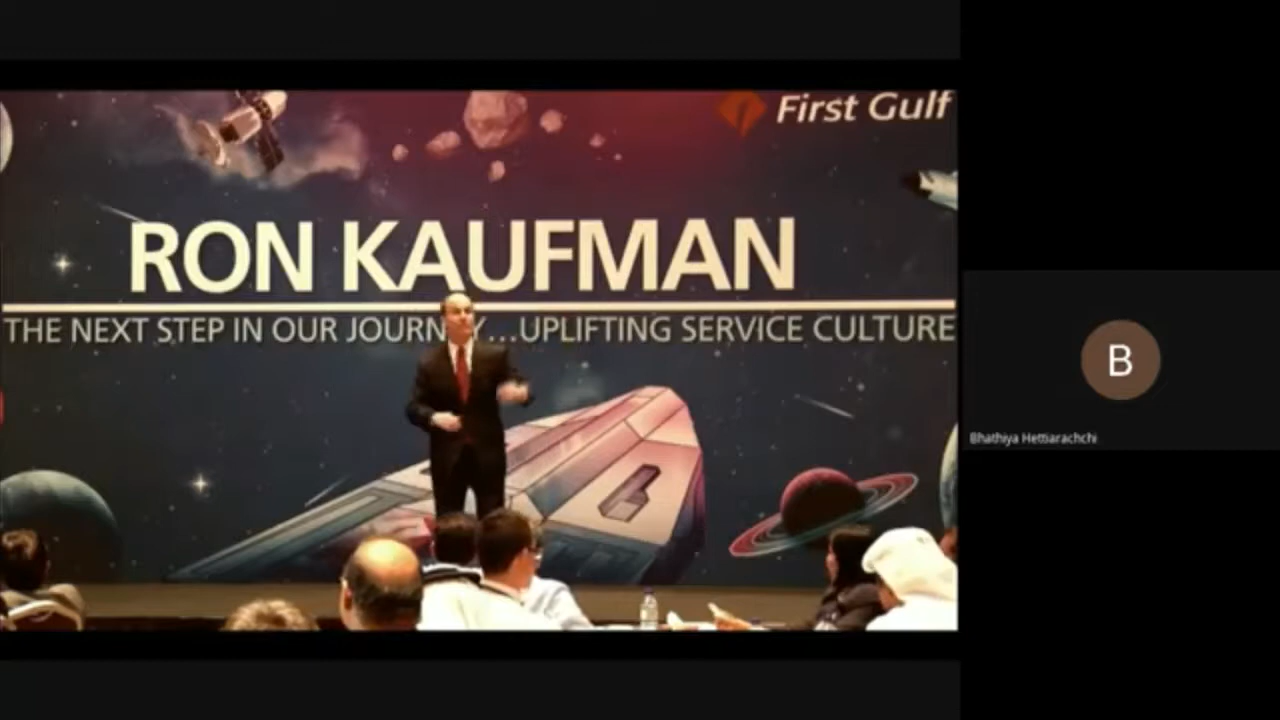 First Gulf
RON KAUFMAN
THE NEXT STEP IN OUR JOURN Y...UPLIFTING SERVICE CULTURE
B
Bhathiya Hettiarachchi